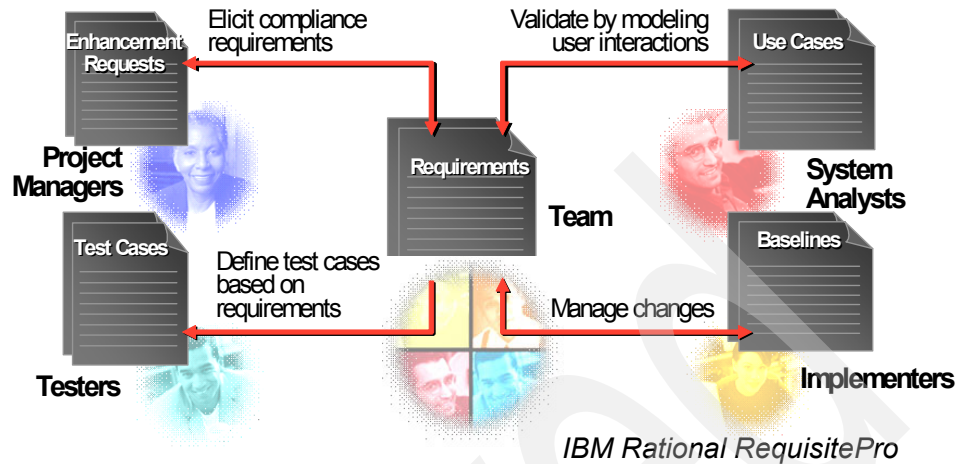 Elicit compliance
requirements
Validate by modeling
user interactions
Enhancement
Requests
Use Cases
Requirements
Project
Managers
System
Analysts
Team
Test Cases
Baselines
Define test cases
based on
requirements
Manage changes
Testers
Implementers
IBM Rational RequisitePro